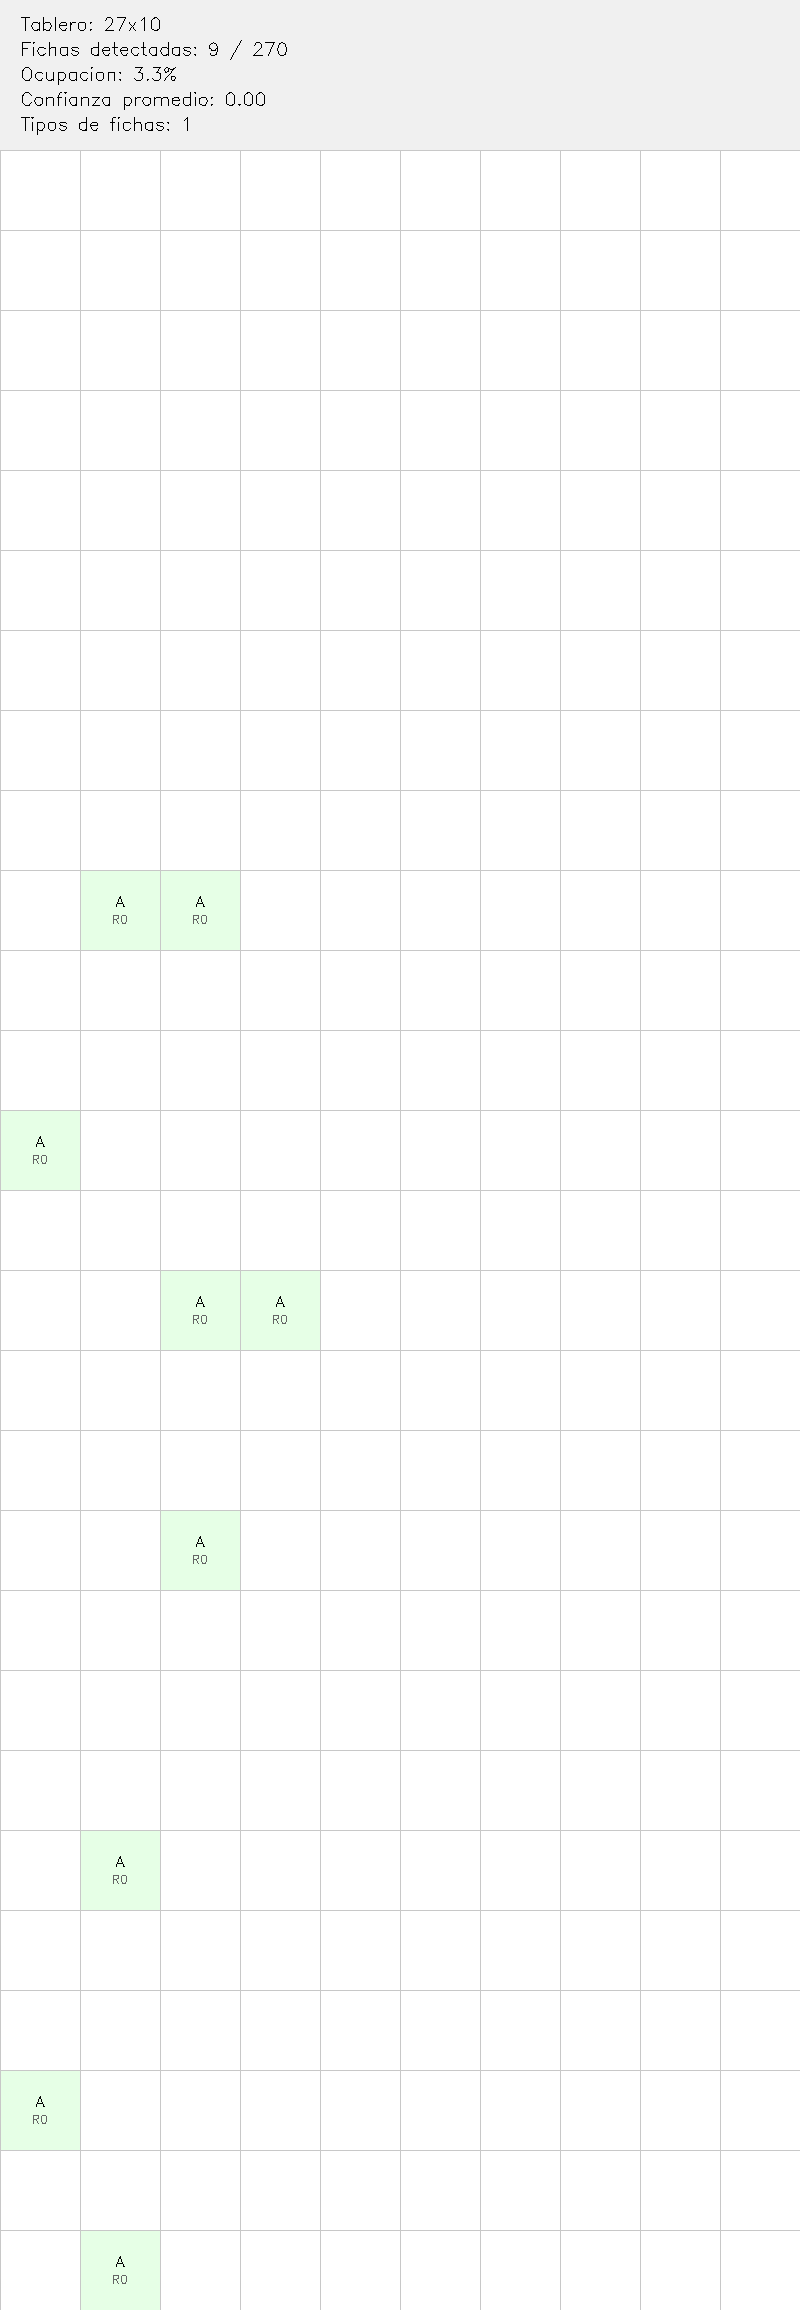 Tablero: 27x10
Fichas detectadas: 9 / 270
Ocupacion: 3.3%
Confianza promedio: 0.00
Tipos de fichas: 1
A A
R0 R0
A
R0
A A
R0 R0
A
R0
A
R0
A
R0
A
R0